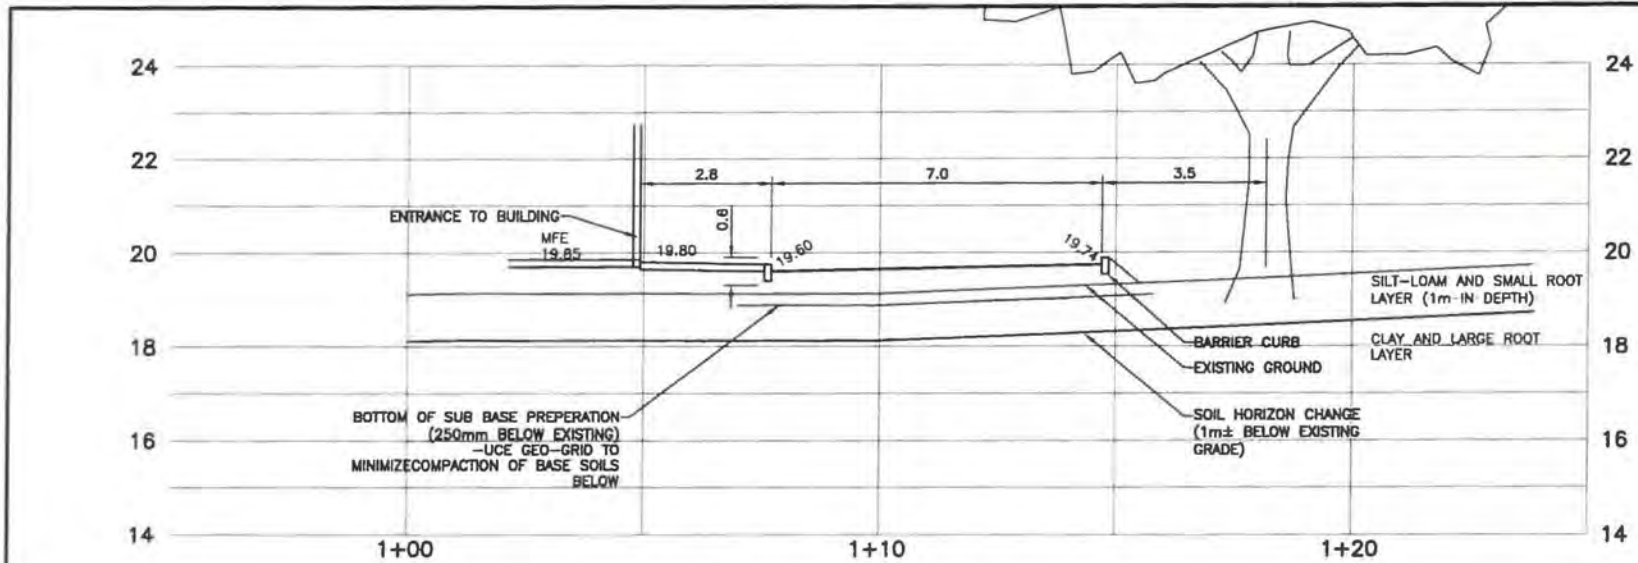 24
24
22
22
2.8
7.0
3.5
0.6
ENTRANCE TO BUILDING
MFE
19.85
19.80
19.60
19.74
20
20
SILT-LOAM AND SMALL ROOT
LAYER (1m IN DEPTH)
18
18
BARRIER CURB
CLAY AND LARGE ROOT
LAYER
EXISTING GROUND
BOTTOM OF SUB BASE PREPERATION
(250mm BELOW EXISTING)
-UCE GEO-GRID TO
MINIMIZECOMPACTION OF BASE SOILS
BELOW
SOIL HORIZON CHANGE
(1m± BELOW EXISTING
GRADE)
16
16
14
14
1+00
1+10
1+20